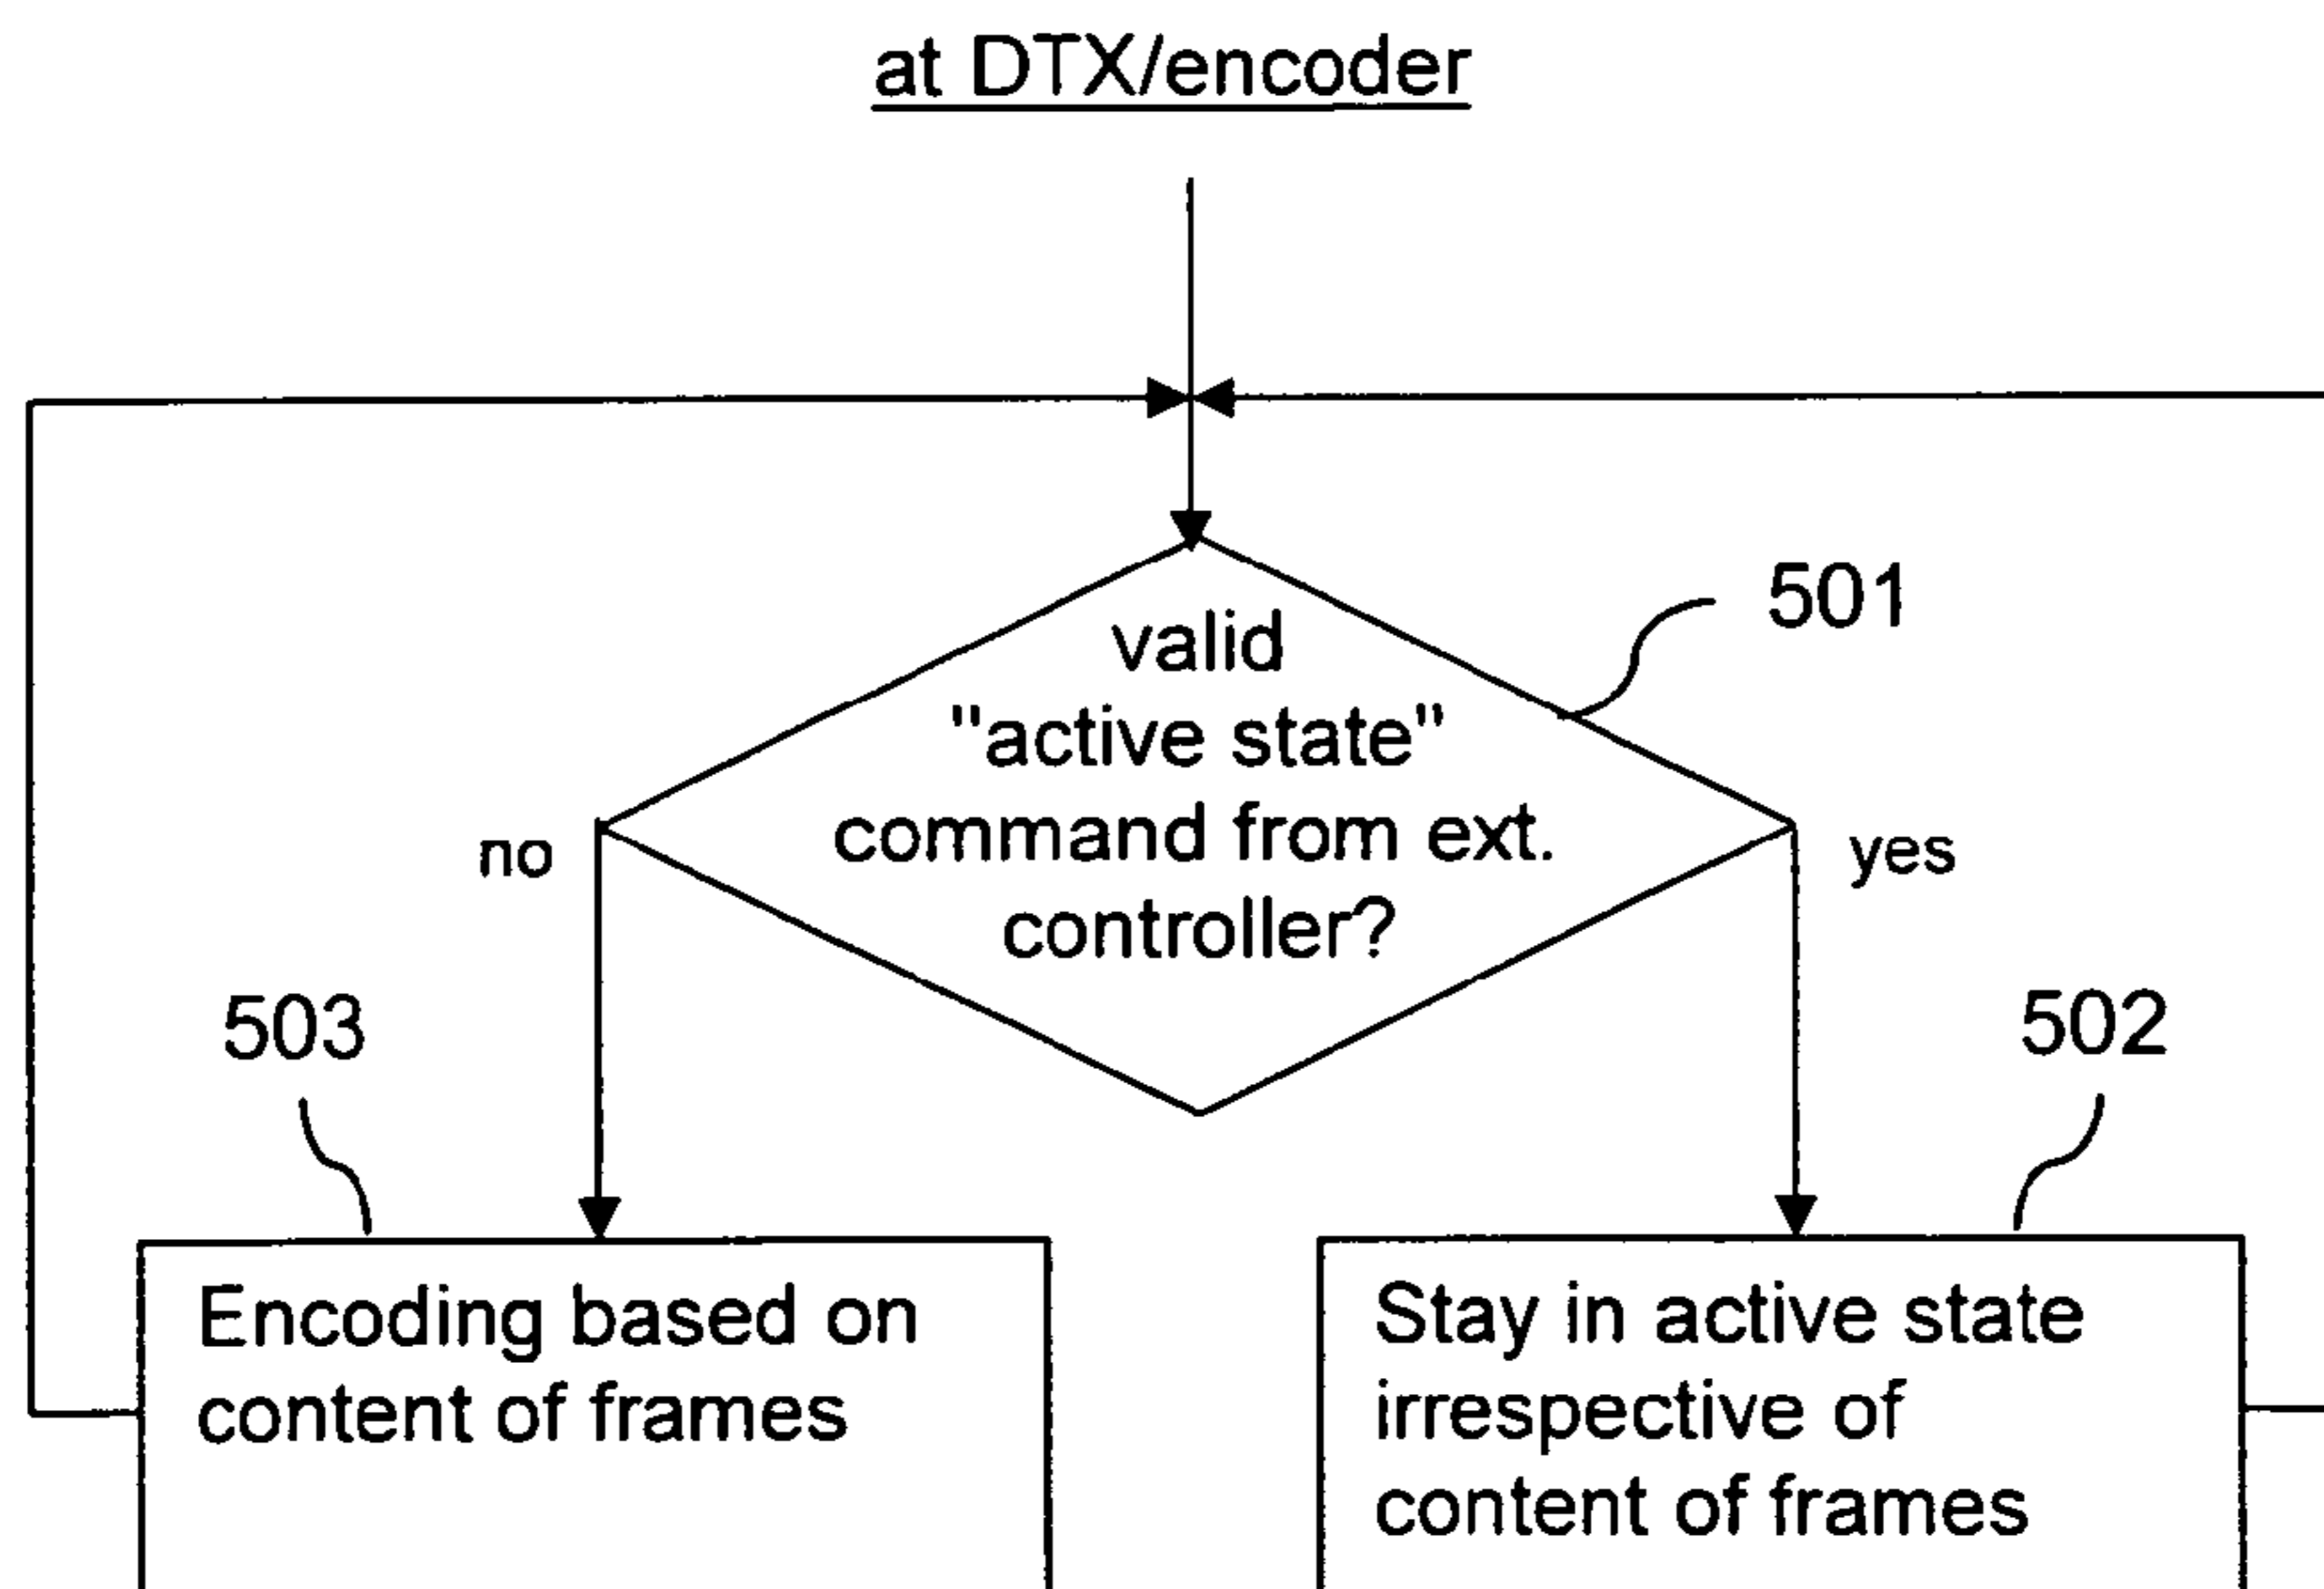 at DTX/encoder
501
valid
"active state"
command from ext.
controller?
no
yes
503
502
Encoding based on
content of frames
Stay in active state
irrespective of
content of frames